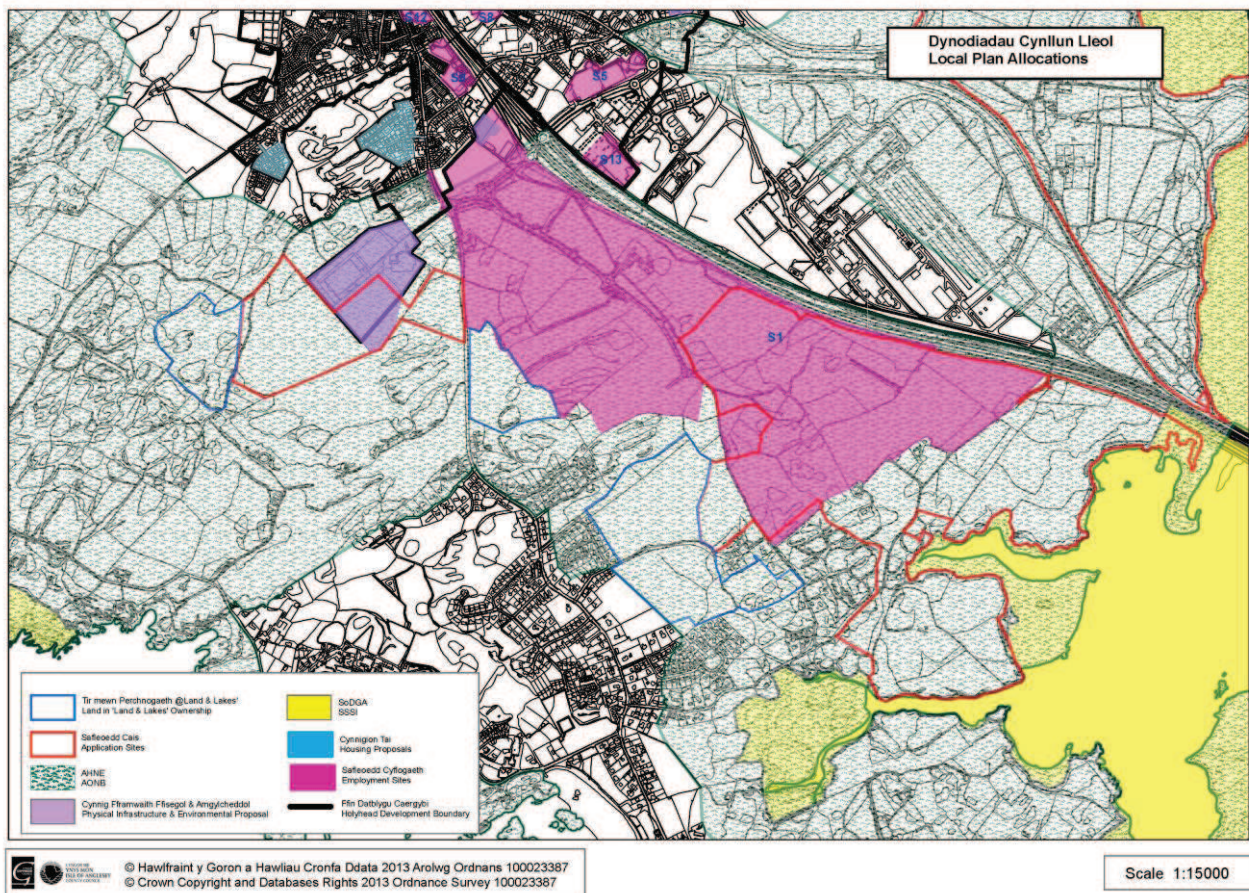 Dynodiadau Cynllun Lleol
Local Plan Allocations
S5
S13
S1
Tir mewn Perchnogaeth @Land & Lakes'
Land in 'Land & Lakes' Ownership
Safleoedd Cais
Application Sites
AHNE
AONB
Cynnig Fframwaith Ffisegol & Amgylcheddol
Physical Infrastructure & Environmental Proposal
SoDGA
SSSI
Cynnigion Tai
Housing Proposals
Safleoedd Cyflogaeth
Employment Sites
Ffin Datblygu Caergybi
Holyhead Development Boundary
© Hawlfraint y Goron a Hawliau Cronfa Ddata 2013 Arolwg Ordnans 100023387
© Crown Copyright and Databases Rights 2013 Ordnance Survey 100023387
Scale 1:15000